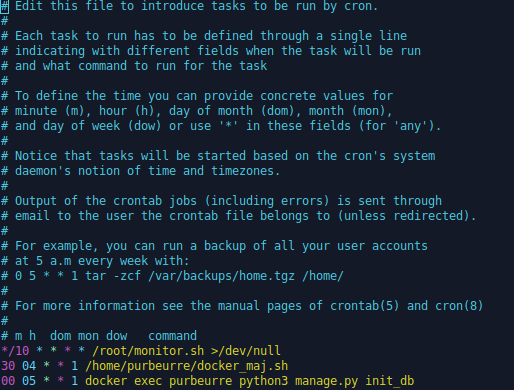 # Edit this file to introduce tasks to be run by cron.
#
# Each task to run has to be defined through a single line
# indicating with different fields when the task will be run
# and what command to run for the task
#
# To define the time you can provide concrete values for
# minute (m), hour (h), day of month (dom), month (mon),
# and day of week (dow) or use '*' in these fields (for 'any').
#
# Notice that tasks will be started based on the cron's system
# daemon's notion of time and timezones.
#
# Output of the crontab jobs (including errors) is sent through
# email to the user the crontab file belongs to (unless redirected).
#
# For example, you can run a backup of all your user accounts
# at 5 a.m every week with:
# 0 5 * * 1 tar -zcf /var/backups/home.tgz /home/
#
# For more information see the manual pages of crontab(5) and cron(8)
#
# m h  dom mon dow   command
*/10 * * * * /root/monitor.sh >/dev/null
30 04 * * 1 /home/purbeurre/docker_maj.sh
00 05 * * 1 docker exec purbeurre python3 manage.py init_db